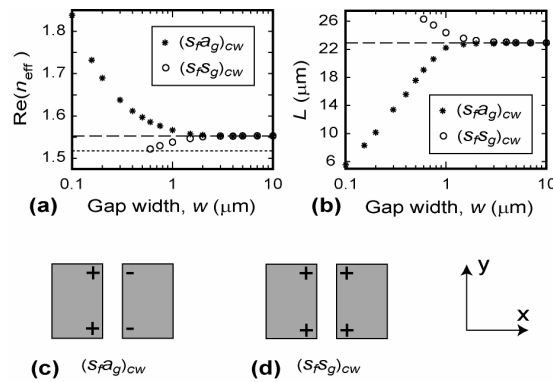 1.8
1.7
1.6
1.5
Re(n_eff)
* (s_f a_g)_cw
○ (s_f s_g)_cw
0.1 1 10
(a) Gap width, w (μm)
30
26
22
18
14
10
6
L (μm)
* (s_f a_g)_cw
○ (s_f s_g)_cw
0.1 1 10
(b) Gap width, w (μm)
+ -
+ -
(c) (s_f a_g)_cw
+ +
+ +
(d) (s_f s_g)_cw
y
x